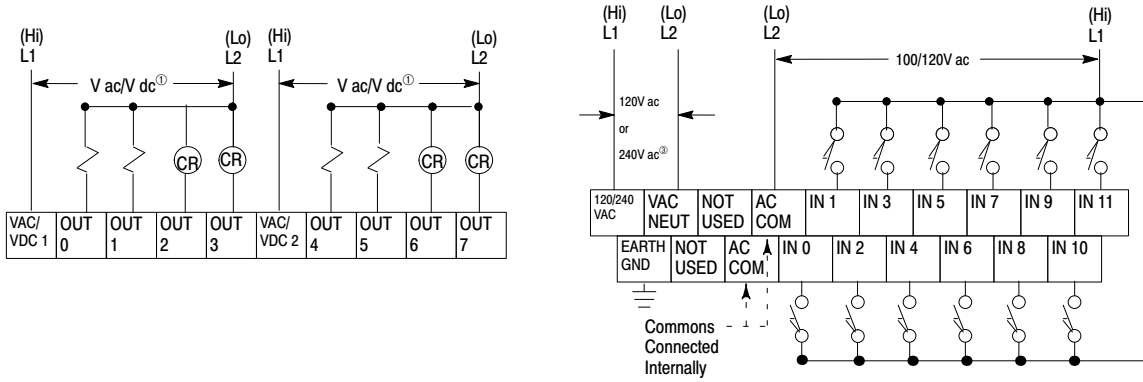 (Hi)
L1
(Lo)
L2
V ac/V dc①
CR
CR
(Hi)
L1
(Lo)
L2
V ac/V dc①
CR
CR
VAC/
VDC 1
OUT
0
OUT
1
OUT
2
OUT
3
VAC/
VDC 2
OUT
4
OUT
5
OUT
6
OUT
7
(Hi)
L1
(Lo)
L2
(Lo)
L2
(Hi)
L1
100/120V ac
120V ac
or
240V ac③
120/240
VAC
VAC
NEUT
NOT
USED
AC
COM
IN 1
IN 3
IN 5
IN 7
IN 9
IN 11
EARTH
GND
NOT
USED
AC
COM
IN 0
IN 2
IN 4
IN 6
IN 8
IN 10
Commons
Connected
Internally